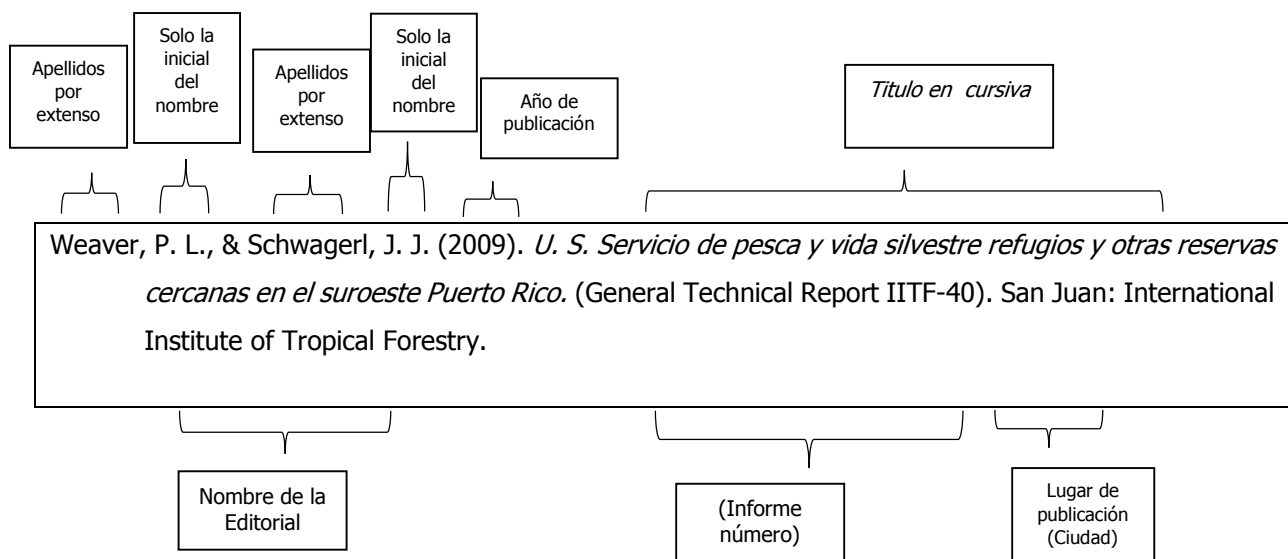 Apellidos
por
extenso
Solo la
inicial
del
nombre
Apellidos
por
extenso
Solo la
inicial
del
nombre
Año de
publicación
Titulo en cursiva
Weaver, P. L., & Schwagerl, J. J. (2009). U. S. Servicio de pesca y vida silvestre refugios y otras reservas
cercanas en el suroeste Puerto Rico. (General Technical Report IITF-40). San Juan: International
Institute of Tropical Forestry.
Nombre de la
Editorial
(Informe
número)
Lugar de
publicación
(Ciudad)